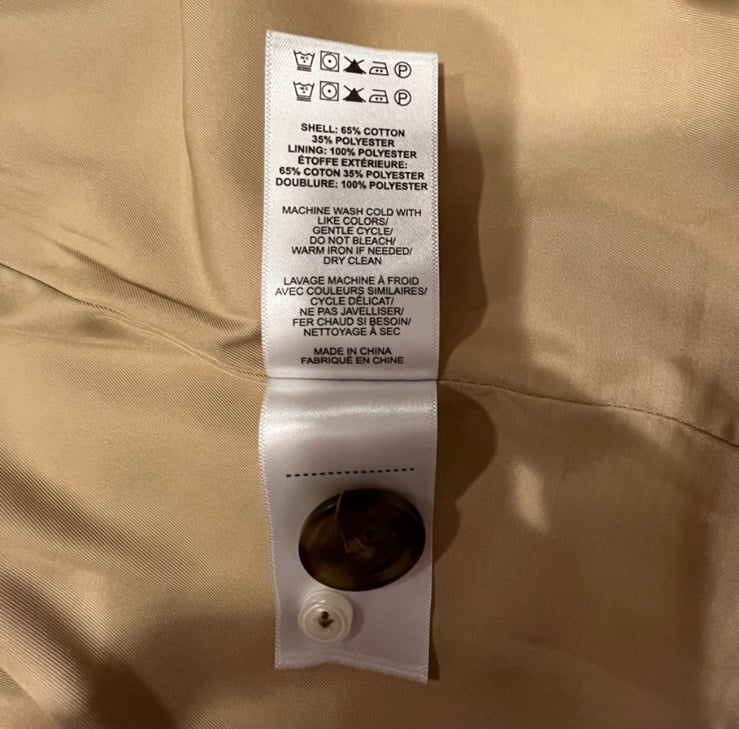 SHELL: 65% COTTON
35% POLYESTER
LINING: 100% POLYESTER
ÉTOFFE EXTÉRIEURE:
65% COTON 35% POLYESTER
DOUBLURE: 100% POLYESTER
MACHINE WASH COLD WITH
LIKE COLORS/
GENTLE CYCLE/
DO NOT BLEACH/
WARM IRON IF NEEDED/
DRY CLEAN
LAVAGE MACHINE À FROID
AVEC COULEURS SIMILAIRES/
CYCLE DÉLICAT/
NE PAS JAVELLISER/
FER CHAUD SI BESOIN/
NETTOYAGE À SEC
MADE IN CHINA
FABRIQUÉ EN CHINE